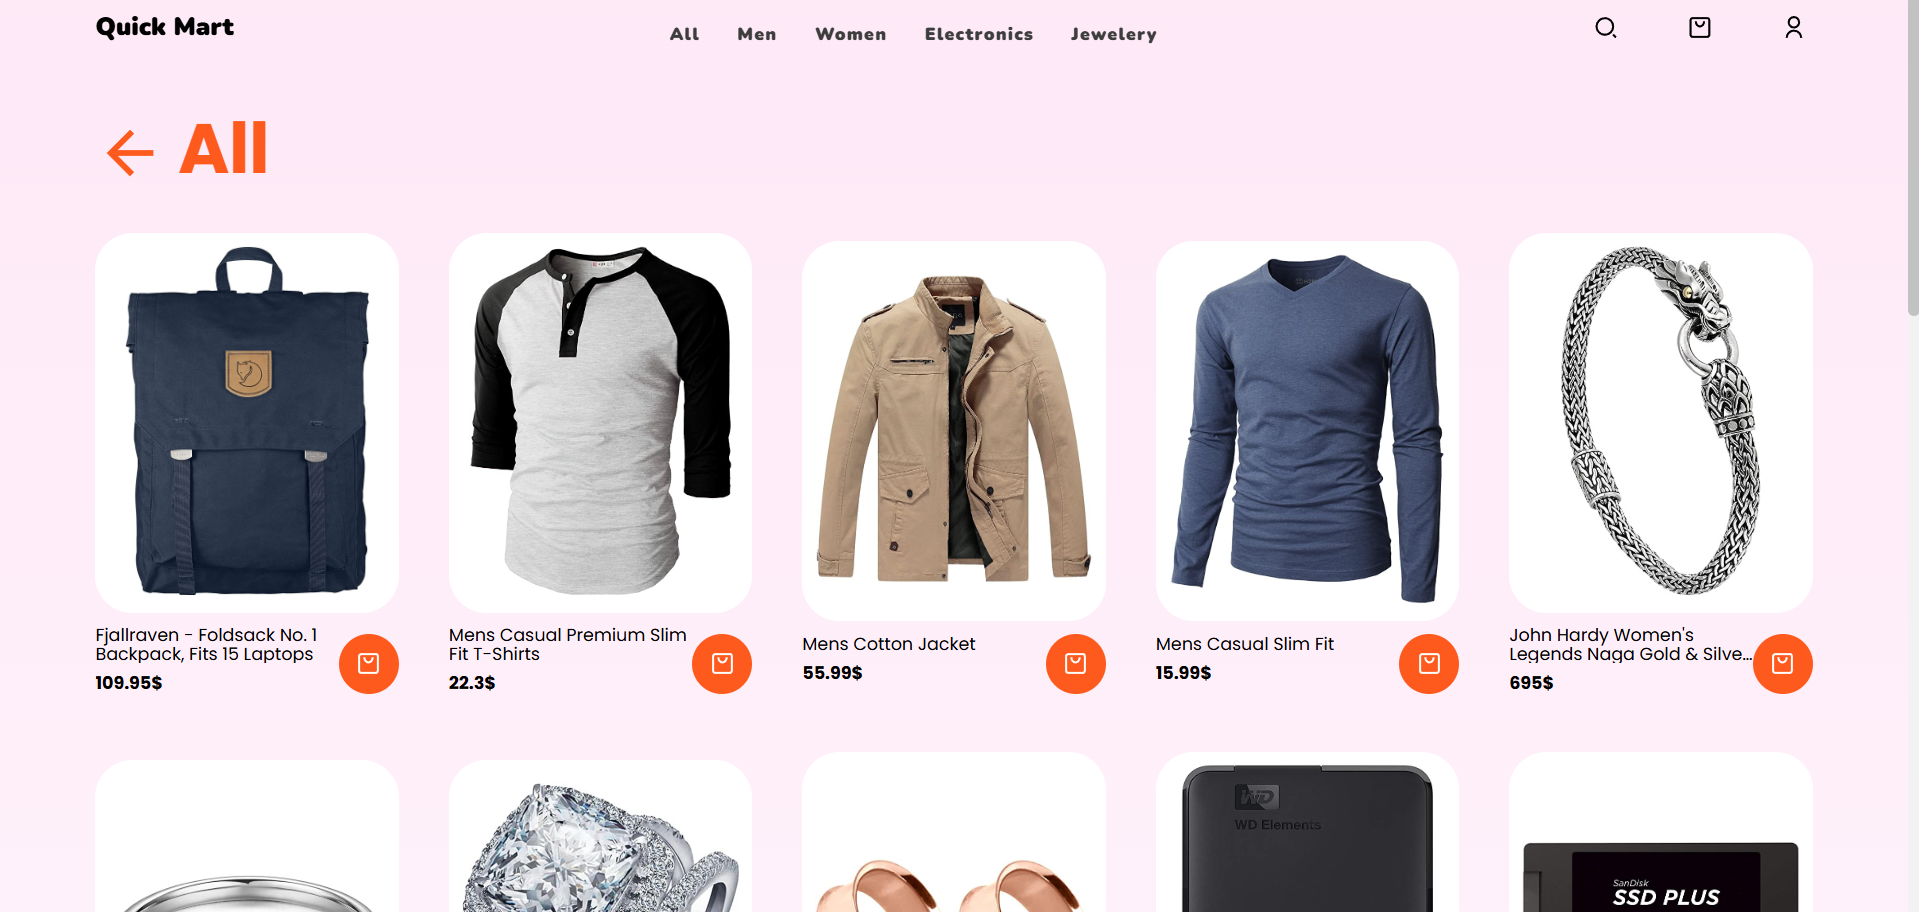 Quick Mart
All Men Women Electronics Jewelery
All
Fjallraven - Foldsack No. 1
Backpack, Fits 15 Laptops
109.95$
Mens Casual Premium Slim
Fit T-Shirts
22.3$
Mens Cotton Jacket
55.99$
Mens Casual Slim Fit
15.99$
John Hardy Women's
Legends Naga Gold & Silve...
695$
WD
WD Elements
SanDisk
SSD PLUS